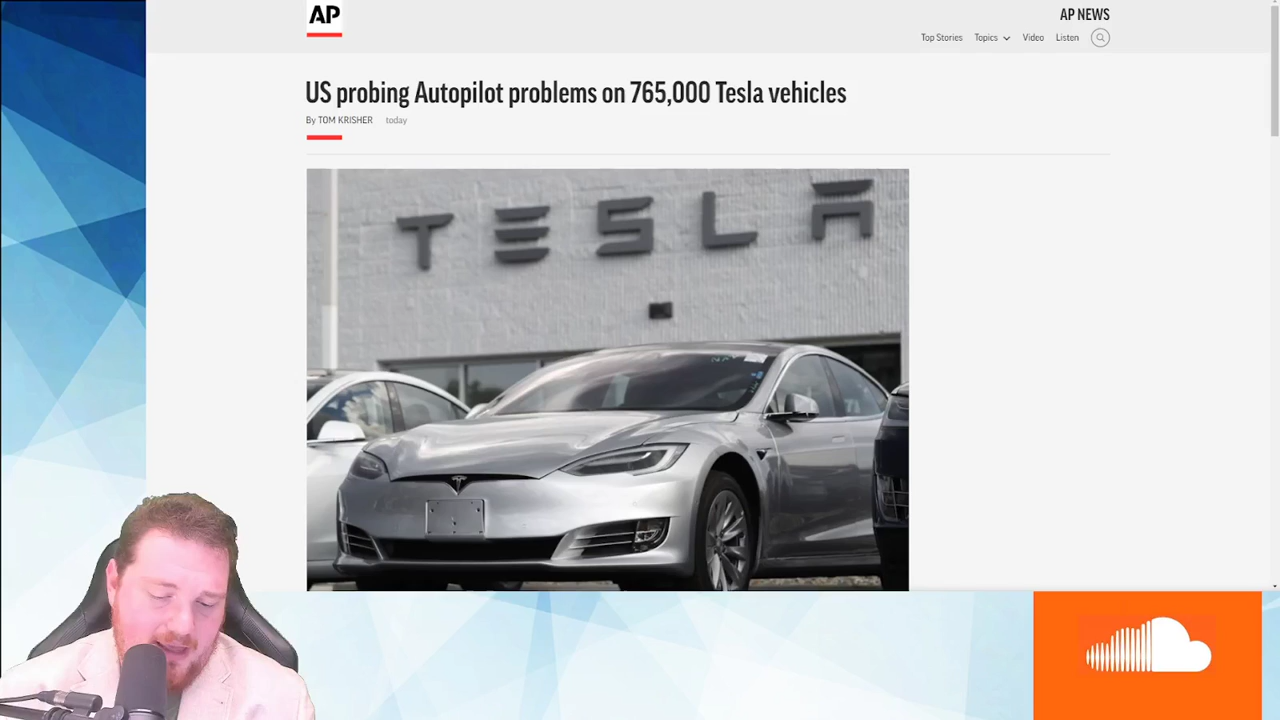 AP
AP NEWS
Top Stories Topics Video Listen
US probing Autopilot problems on 765,000 Tesla vehicles
By TOM KRISHER today
TESLA